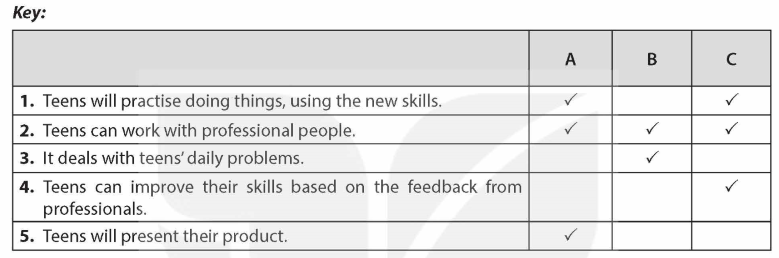 Key:
A B C
1. Teens will practise doing things, using the new skills. ✓ ✓
2. Teens can work with professional people. ✓ ✓ ✓
3. It deals with teens' daily problems. ✓
4. Teens can improve their skills based on the feedback from
professionals. ✓
5. Teens will present their product. ✓